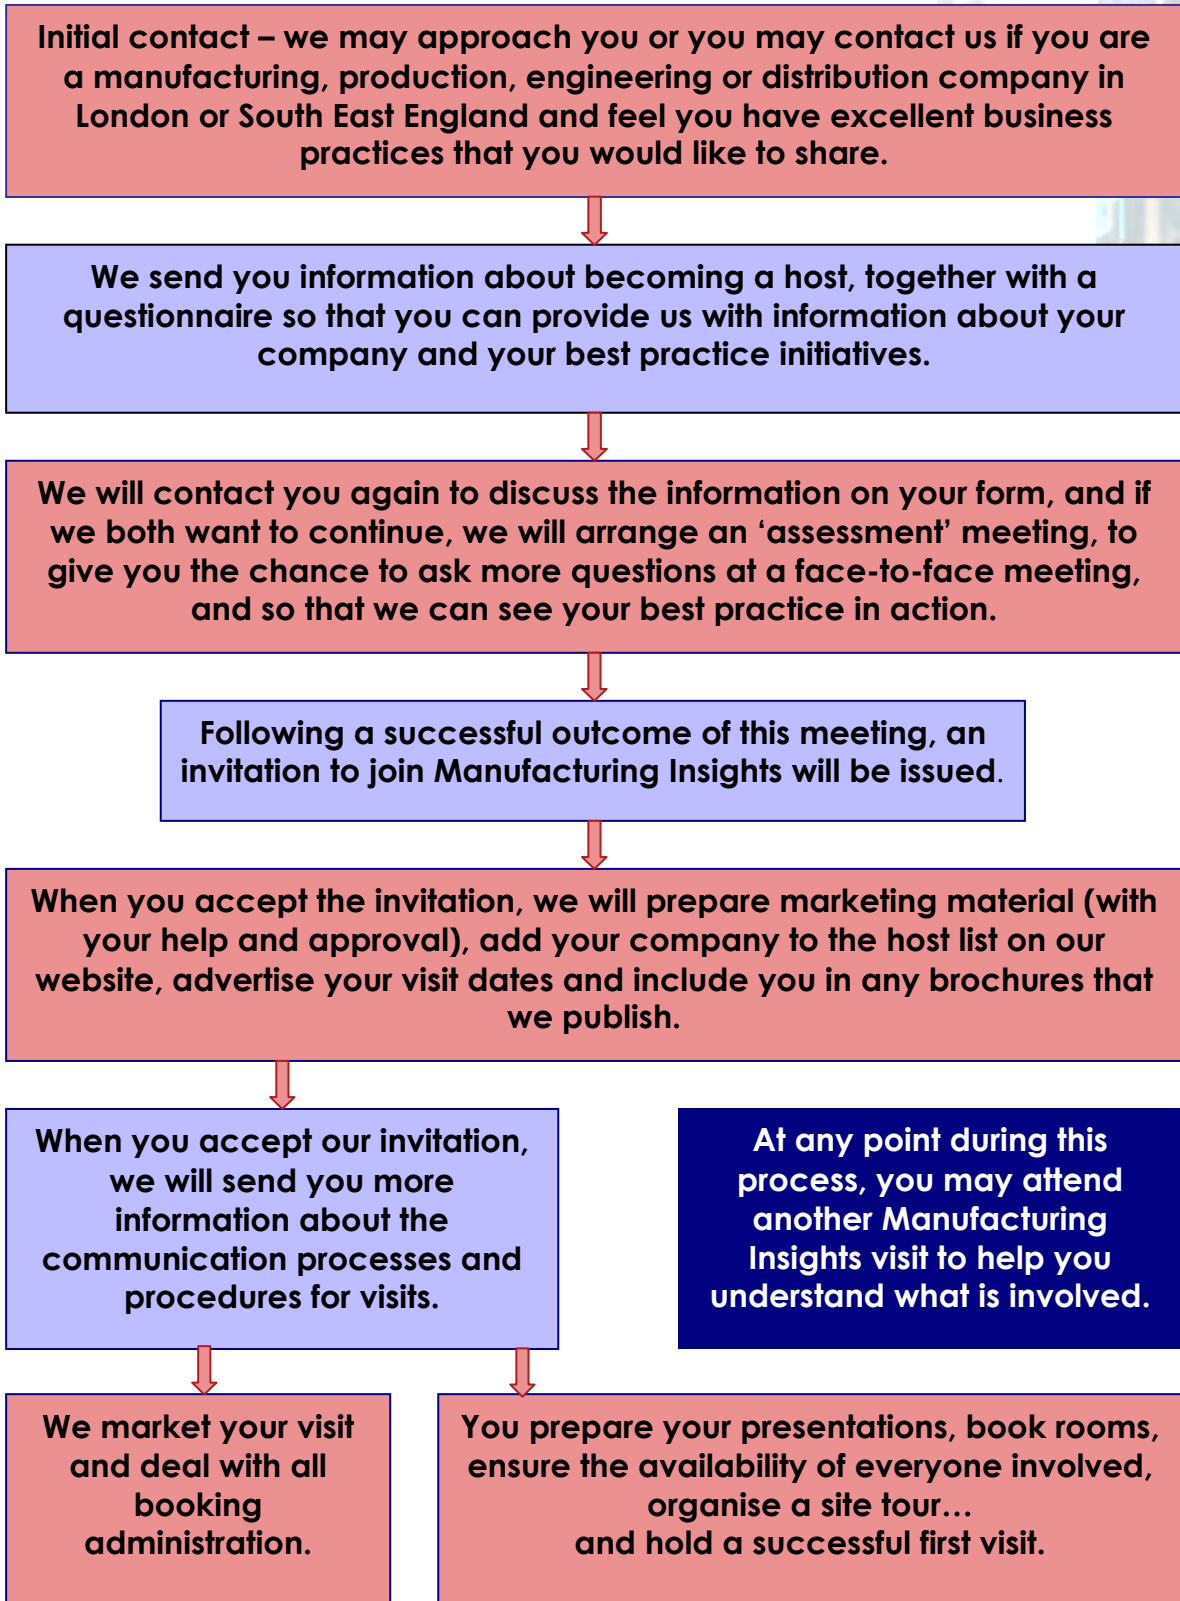 Initial contact – we may approach you or you may contact us if you are
a manufacturing, production, engineering or distribution company in
London or South East England and feel you have excellent business
practices that you would like to share.
We send you information about becoming a host, together with a
questionnaire so that you can provide us with information about your
company and your best practice initiatives.
We will contact you again to discuss the information on your form, and if
we both want to continue, we will arrange an ‘assessment’ meeting, to
give you the chance to ask more questions at a face-to-face meeting,
and so that we can see your best practice in action.
Following a successful outcome of this meeting, an
invitation to join Manufacturing Insights will be issued.
When you accept the invitation, we will prepare marketing material (with
your help and approval), add your company to the host list on our
website, advertise your visit dates and include you in any brochures that
we publish.
When you accept our invitation,
we will send you more
information about the
communication processes and
procedures for visits.
At any point during this
process, you may attend
another Manufacturing
Insights visit to help you
understand what is involved.
We market your visit
and deal with all
booking
administration.
You prepare your presentations, book rooms,
ensure the availability of everyone involved,
organise a site tour…
and hold a successful first visit.